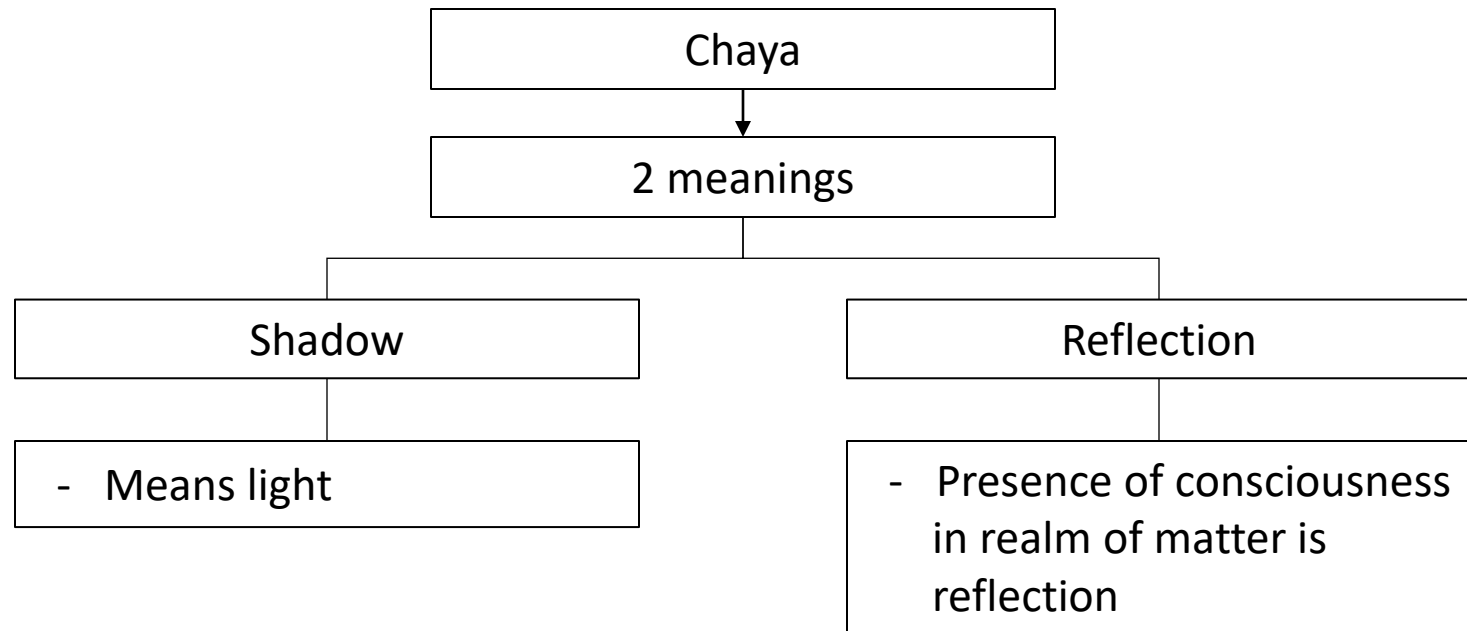 Chaya
2 meanings
Shadow
Reflection
- Means light
- Presence of consciousness
in realm of matter is
reflection